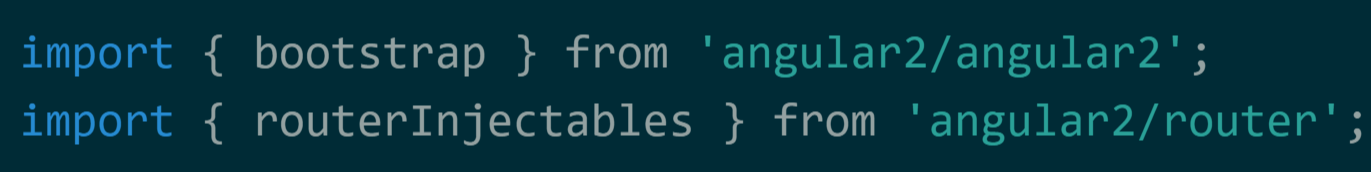 import { bootstrap } from 'angular2/angular2';
import { routerInjectables } from 'angular2/router';